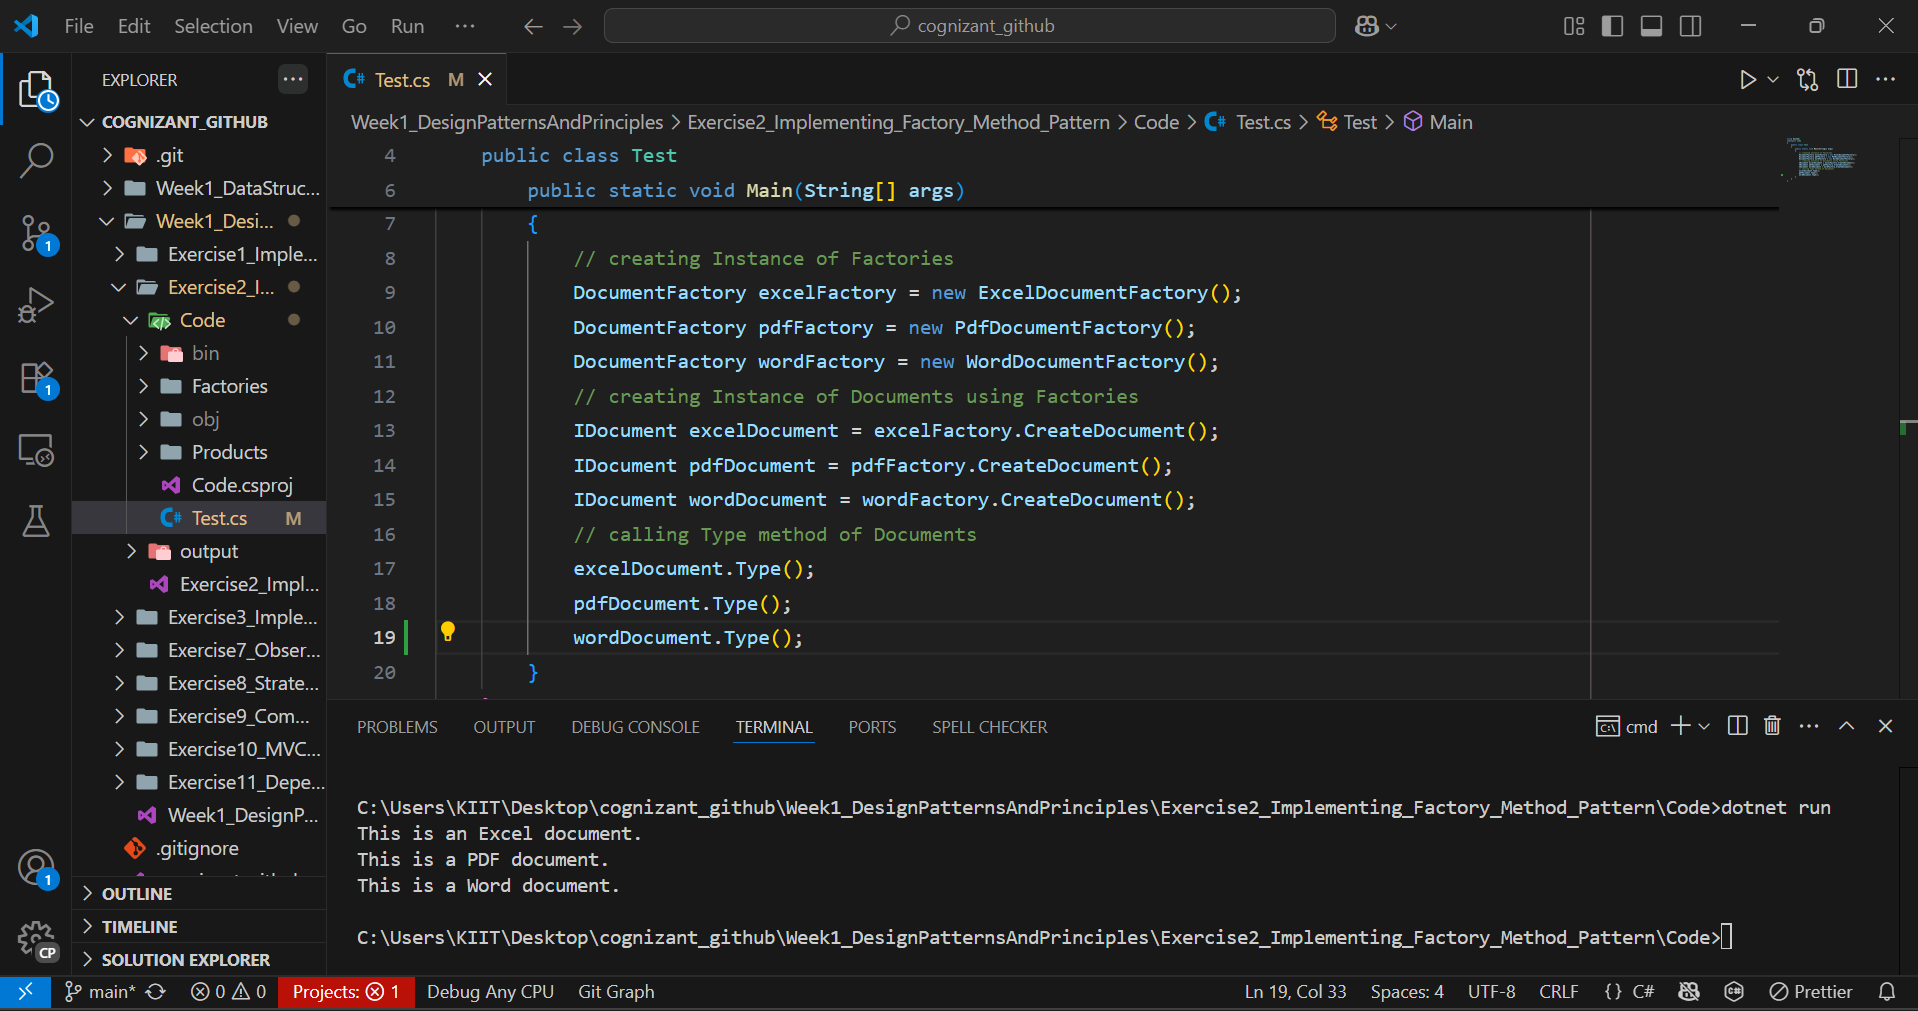 File Edit Selection View Go Run ··· cognizant_github
EXPLORER
COGNIZANT_GITHUB
.git
Week1_DataStruc...
Week1_Desi...
Exercise1_Imple...
Exercise2_I...
Code
bin
Factories
obj
Products
Code.csproj
Test.cs M
output
Exercise2_Impl...
Exercise3_Imple...
Exercise7_Obser...
Exercise8_Strate...
Exercise9_Com...
Exercise10_MVC...
Exercise11_Depe...
Week1_DesignP...
.gitignore
OUTLINE
TIMELINE
SOLUTION EXPLORER
1
1
1
CP
Test.cs M
Week1_DesignPatternsAndPrinciples > Exercise2_Implementing_Factory_Method_Pattern > Code > Test.cs > Test > Main
4 public class Test
6 public static void Main(String[] args)
7 {
8 // creating Instance of Factories
9 DocumentFactory excelFactory = new ExcelDocumentFactory();
10 DocumentFactory pdfFactory = new PdfDocumentFactory();
11 DocumentFactory wordFactory = new WordDocumentFactory();
12 // creating Instance of Documents using Factories
13 IDocument excelDocument = excelFactory.CreateDocument();
14 IDocument pdfDocument = pdfFactory.CreateDocument();
15 IDocument wordDocument = wordFactory.CreateDocument();
16 // calling Type method of Documents
17 excelDocument.Type();
18 pdfDocument.Type();
19 wordDocument.Type();
20 }
PROBLEMS OUTPUT DEBUG CONSOLE TERMINAL PORTS SPELL CHECKER cmd
C:\Users\KIIT\Desktop\cognizant_github\Week1_DesignPatternsAndPrinciples\Exercise2_Implementing_Factory_Method_Pattern\Code>dotnet run
This is an Excel document.
This is a PDF document.
This is a Word document.
C:\Users\KIIT\Desktop\cognizant_github\Week1_DesignPatternsAndPrinciples\Exercise2_Implementing_Factory_Method_Pattern\Code>
main* 0 0 Projects: 1 Debug Any CPU Git Graph Ln 19, Col 33 Spaces: 4 UTF-8 CRLF {} C# Prettier